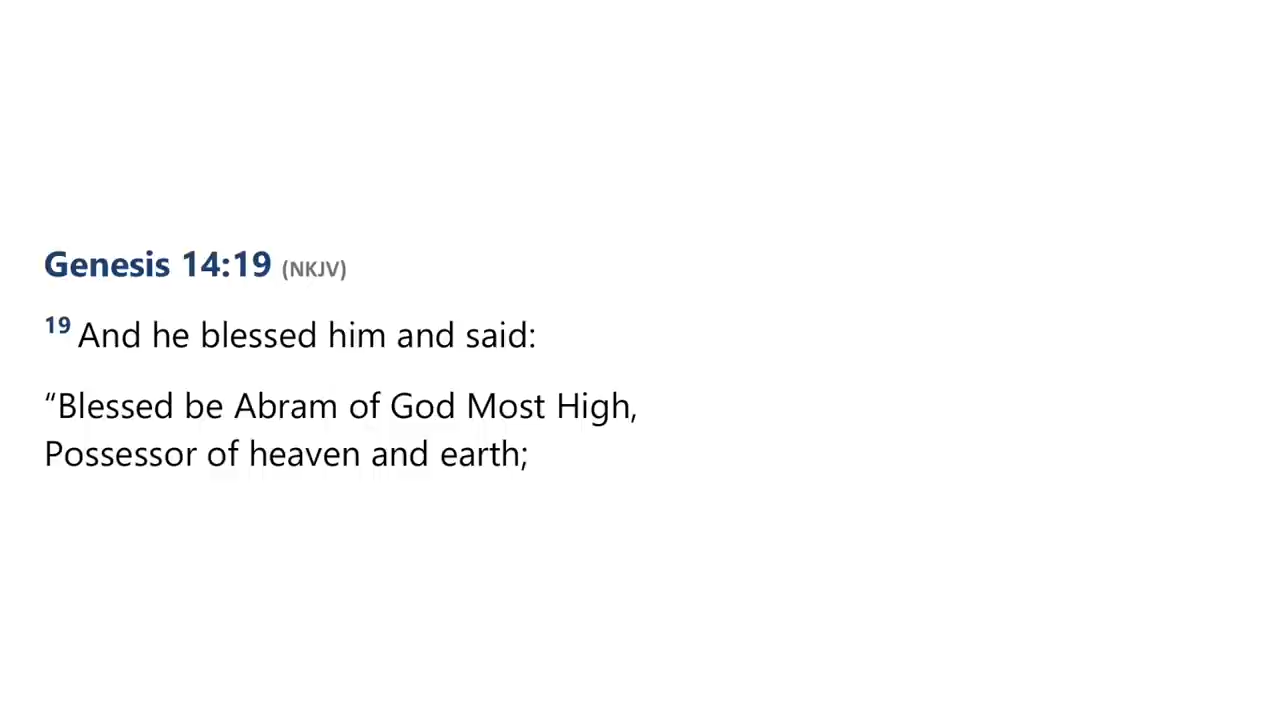 Genesis 14:19 (NKJV)
19 And he blessed him and said:
“Blessed be Abram of God Most High,
Possessor of heaven and earth;